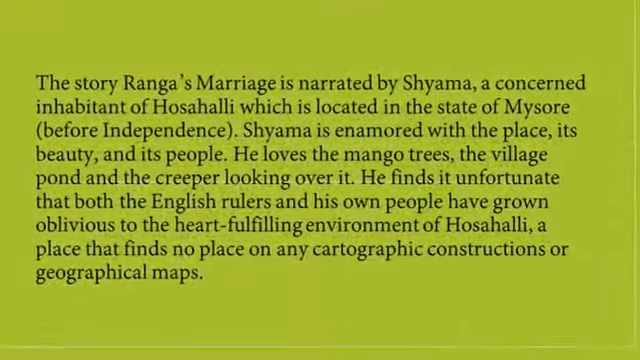 The story Ranga's Marriage is narrated by Shyama, a concerned
inhabitant of Hosahalli which is located in the state of Mysore
(before Independence). Shyama is enamored with the place, its
beauty, and its people. He loves the mango trees, the village
pond and the creeper looking over it. He finds it unfortunate
that both the English rulers and his own people have grown
oblivious to the heart-fulfilling environment of Hosahalli, a
place that finds no place on any cartographic constructions or
geographical maps.